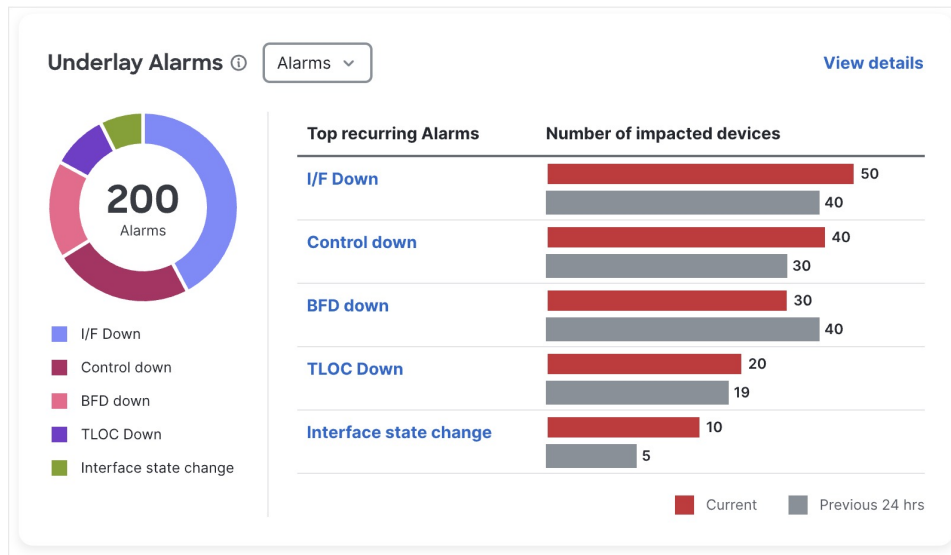 Underlay Alarms
Alarms
View details
200
Alarms
I/F Down
Control down
BFD down
TLOC Down
Interface state change
Top recurring Alarms
Number of impacted devices
I/F Down
50
40
Control down
40
30
BFD down
30
40
TLOC Down
20
19
Interface state change
10
5
Current
Previous 24 hrs